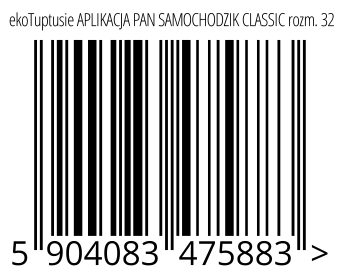 ekoTuptusie APLIKACJA PAN SAMOCHODZIK CLASSIC rozm. 32
5 904083 475883 >